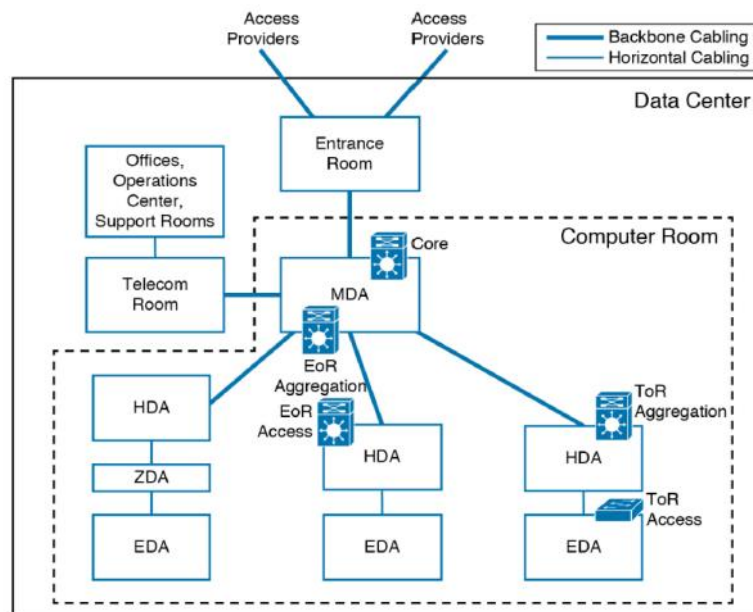 Access
Providers
Access
Providers
Backbone Cabling
Horizontal Cabling
Data Center
Entrance
Room
Offices,
Operations
Center,
Support Rooms
Computer Room
Core
Telecom
Room
MDA
EoR
Aggregation
EoR
Access
ToR
Aggregation
HDA
HDA
HDA
ZDA
ToR
Access
EDA
EDA
EDA